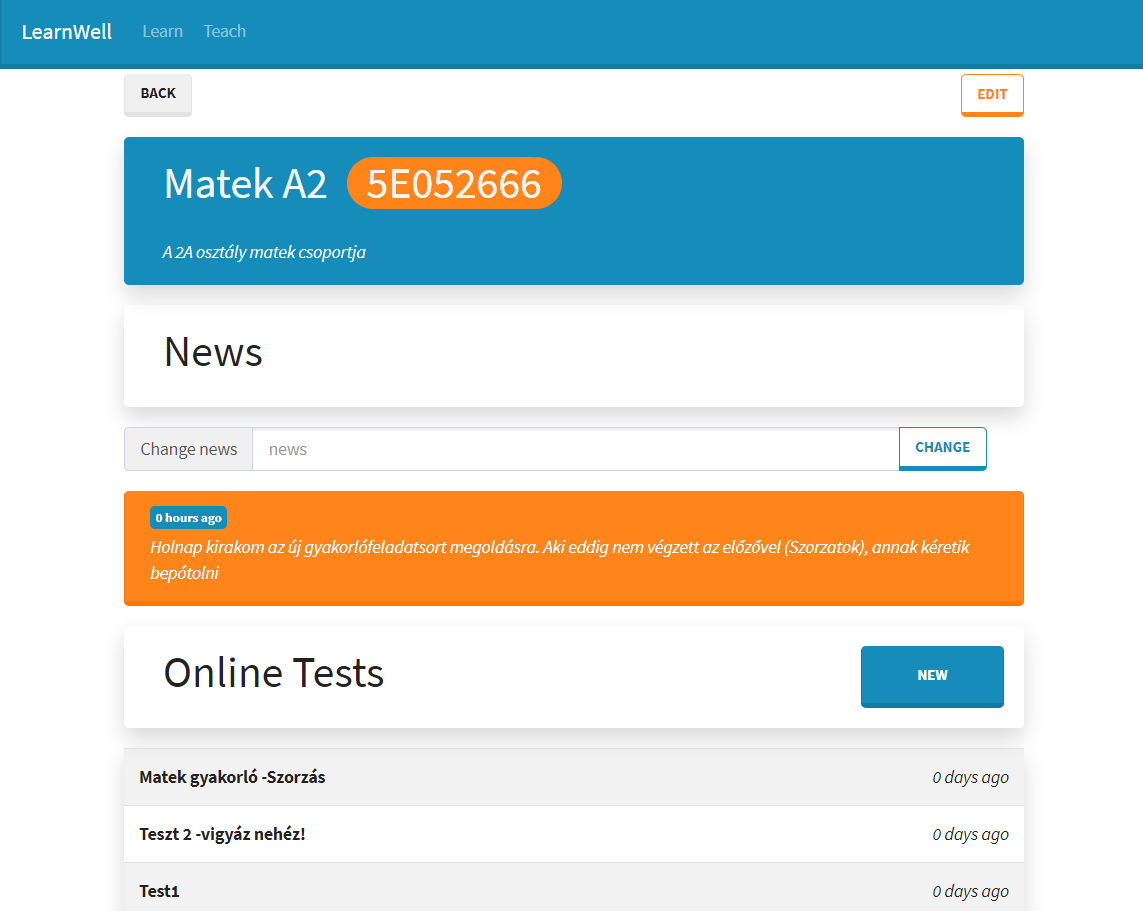 LearnWell Learn Teach
BACK EDIT
Matek A2 5E052666
A 2A osztály matek csoportja
News
Change news news CHANGE
0 hours ago
Holnap kirakom az új gyakorlófeladatsort megoldásra. Aki eddig nem végzett az előzővel (Szorzatok), annak kéretik
bepótolni
Online Tests NEW
Matek gyakorló -Szorzás 0 days ago
Teszt 2 -vigyáz nehéz! 0 days ago
Test1 0 days ago